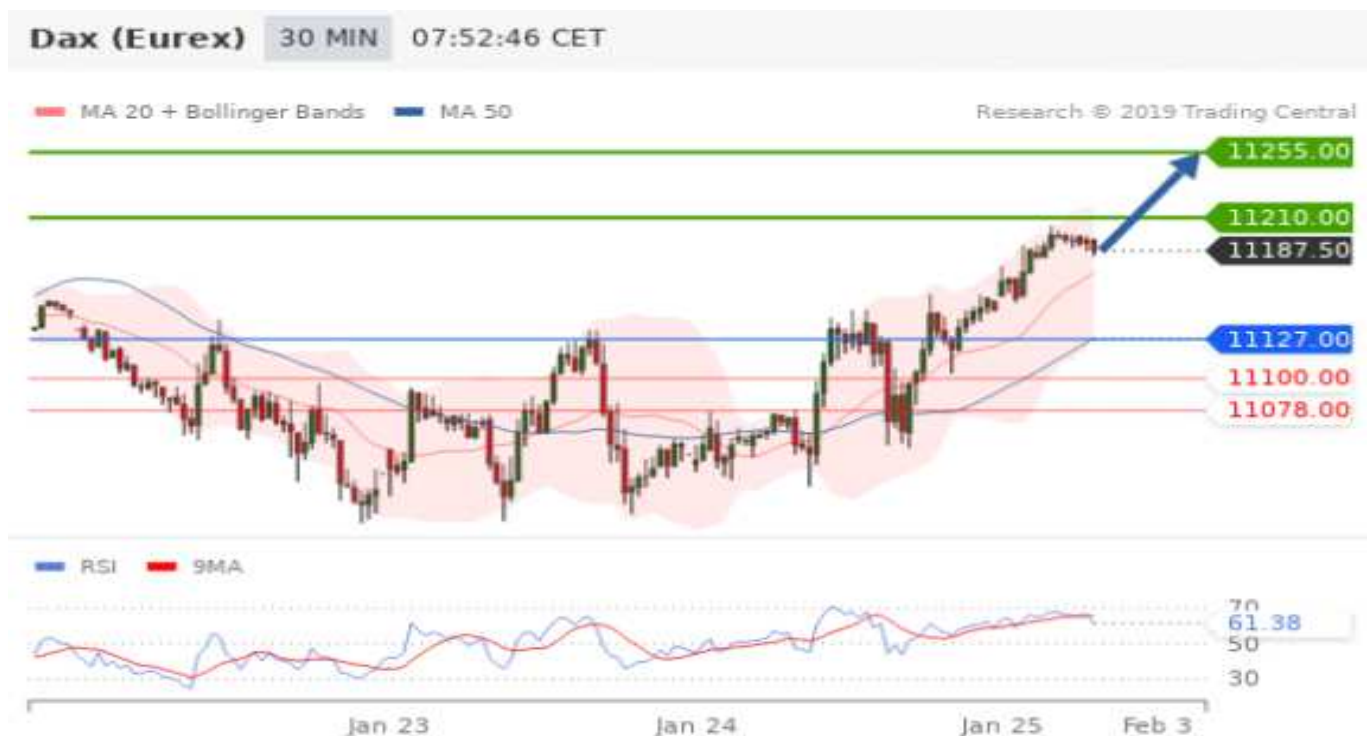 Dax (Eurex) 30 MIN 07:52:46 CET
MA 20 + Bollinger Bands MA 50 Research © 2019 Trading Central
11255.00
11210.00
11187.50
11127.00
11100.00
11078.00
RSI 9MA
70
61.38
50
30
Jan 23 Jan 24 Jan 25 Feb 3